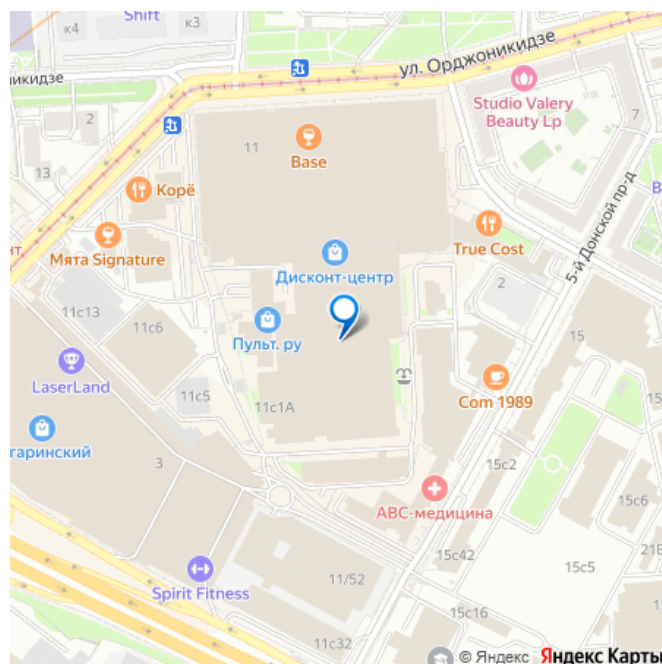 Shift
к4
к3
ул. Орджоникидзе
никидзе
Studio Valery
Beauty Lp
2
7
11
Base
13
5-й Донской пр-д
В
Корё
нт
Мята Signature
True Cost
Дисконт-центр
2
11с13
11с6
Пульт.ру
15
LaserLand
11с5
Com 1989
11с1А
гаринский
3
15с2
15с6
АВС-медицина
15с42
21Б
15с5
11/52
Spirit Fitness
15с16
11с32
© Яндекс Яндекс Карты